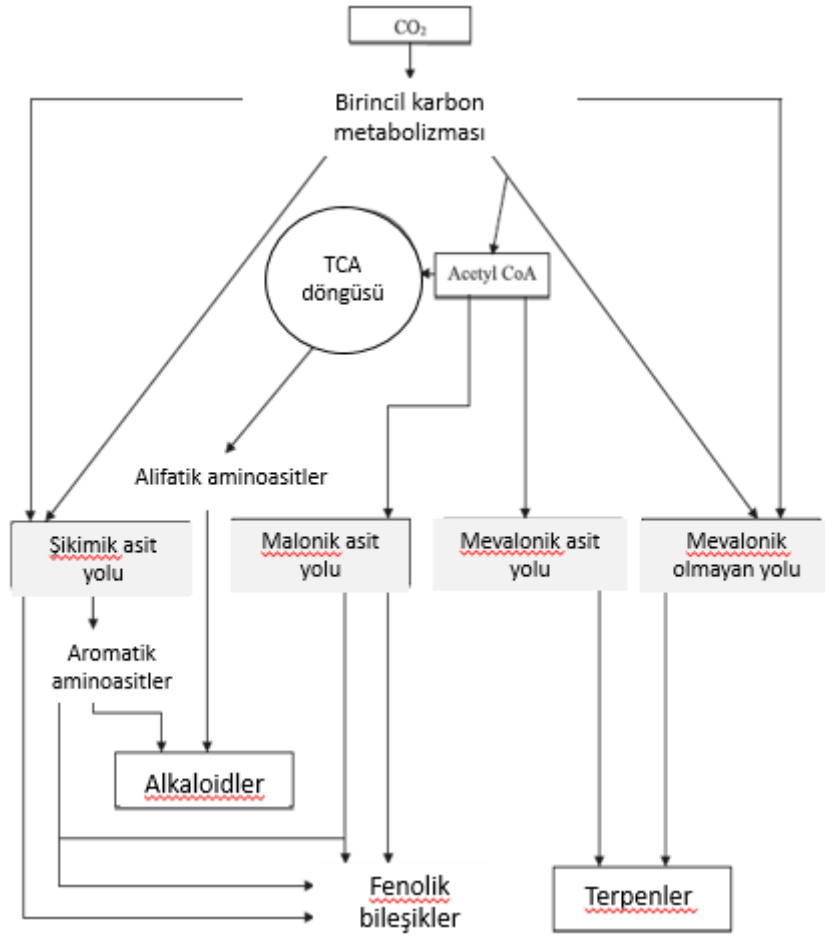 CO₂
Birincil karbon
metabolizması
TCA
döngüsü
Acetyl CoA
Alifatik aminoasitler
Şikimik asit
yolu
Malonik asit
yolu
Mevalonik asit
yolu
Mevalonik
olmayan yolu
Aromatik
aminoasitler
Alkaloidler
Fenolik
bileşikler
Terpenler